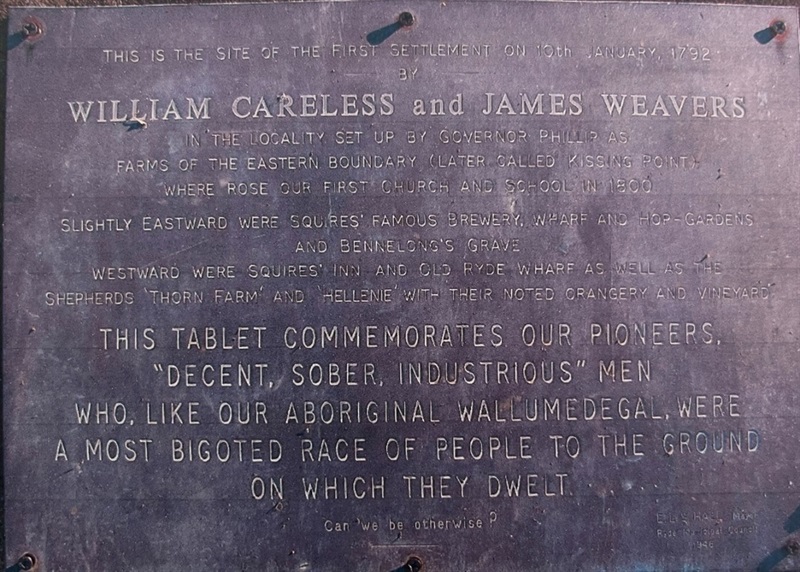 THIS IS THE SITE OF THE FIRST SETTLEMENT ON 10th JANUARY, 1792
BY
WILLIAM CARELESS and JAMES WEAVERS
IN THE LOCALITY SET UP BY GOVERNOR PHILLIP AS
FARMS OF THE EASTERN BOUNDARY (LATER CALLED KISSING POINT)
WHERE ROSE OUR FIRST CHURCH AND SCHOOL IN 1800
SLIGHTLY EASTWARD WERE SQUIRES' FAMOUS BREWERY, WHARF AND HOP-GARDENS
AND BENNELONG'S GRAVE
WESTWARD WERE SQUIRES' INN AND OLD RYDE WHARF AS WELL AS THE
SHEPHERDS 'THORN FARM' AND 'HELLENIE' WITH THEIR NOTED ORANGERY AND VINEYARD
THIS TABLET COMMEMORATES OUR PIONEERS,
"DECENT, SOBER, INDUSTRIOUS" MEN
WHO, LIKE OUR ABORIGINAL WALLUMEDEGAL, WERE
A MOST BIGOTED RACE OF PEOPLE TO THE GROUND
ON WHICH THEY DWELT.
Can we be otherwise?
Council
1946